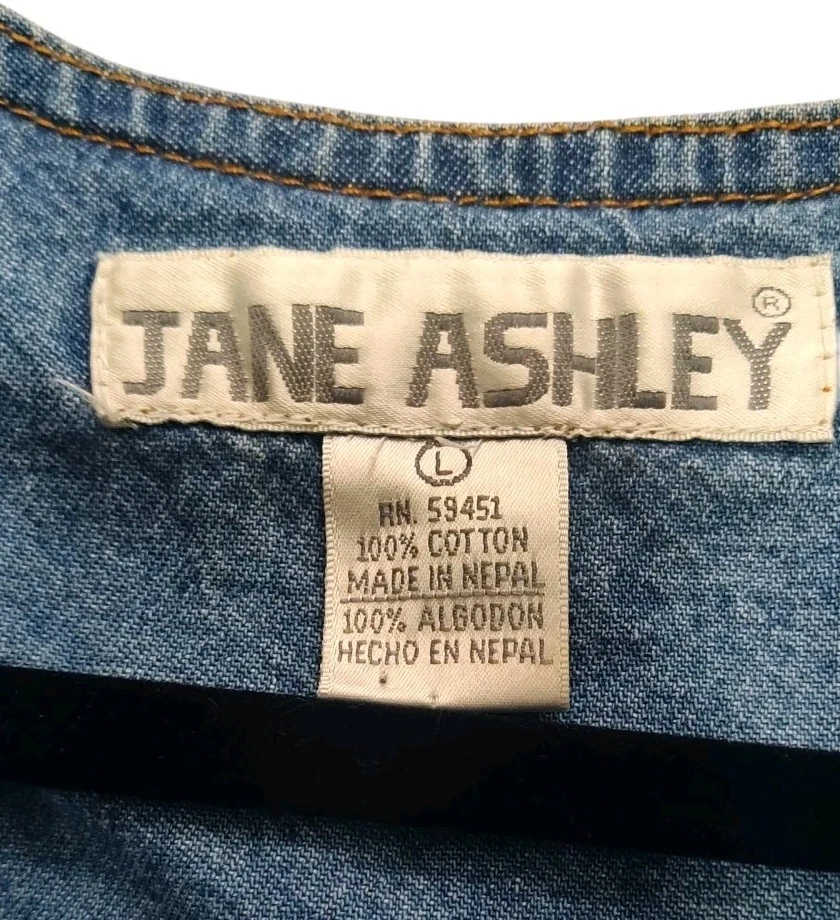 JANE ASHLEY ®
L
RN. 59451
100% COTTON
MADE IN NEPAL
100% ALGODON
HECHO EN NEPAL